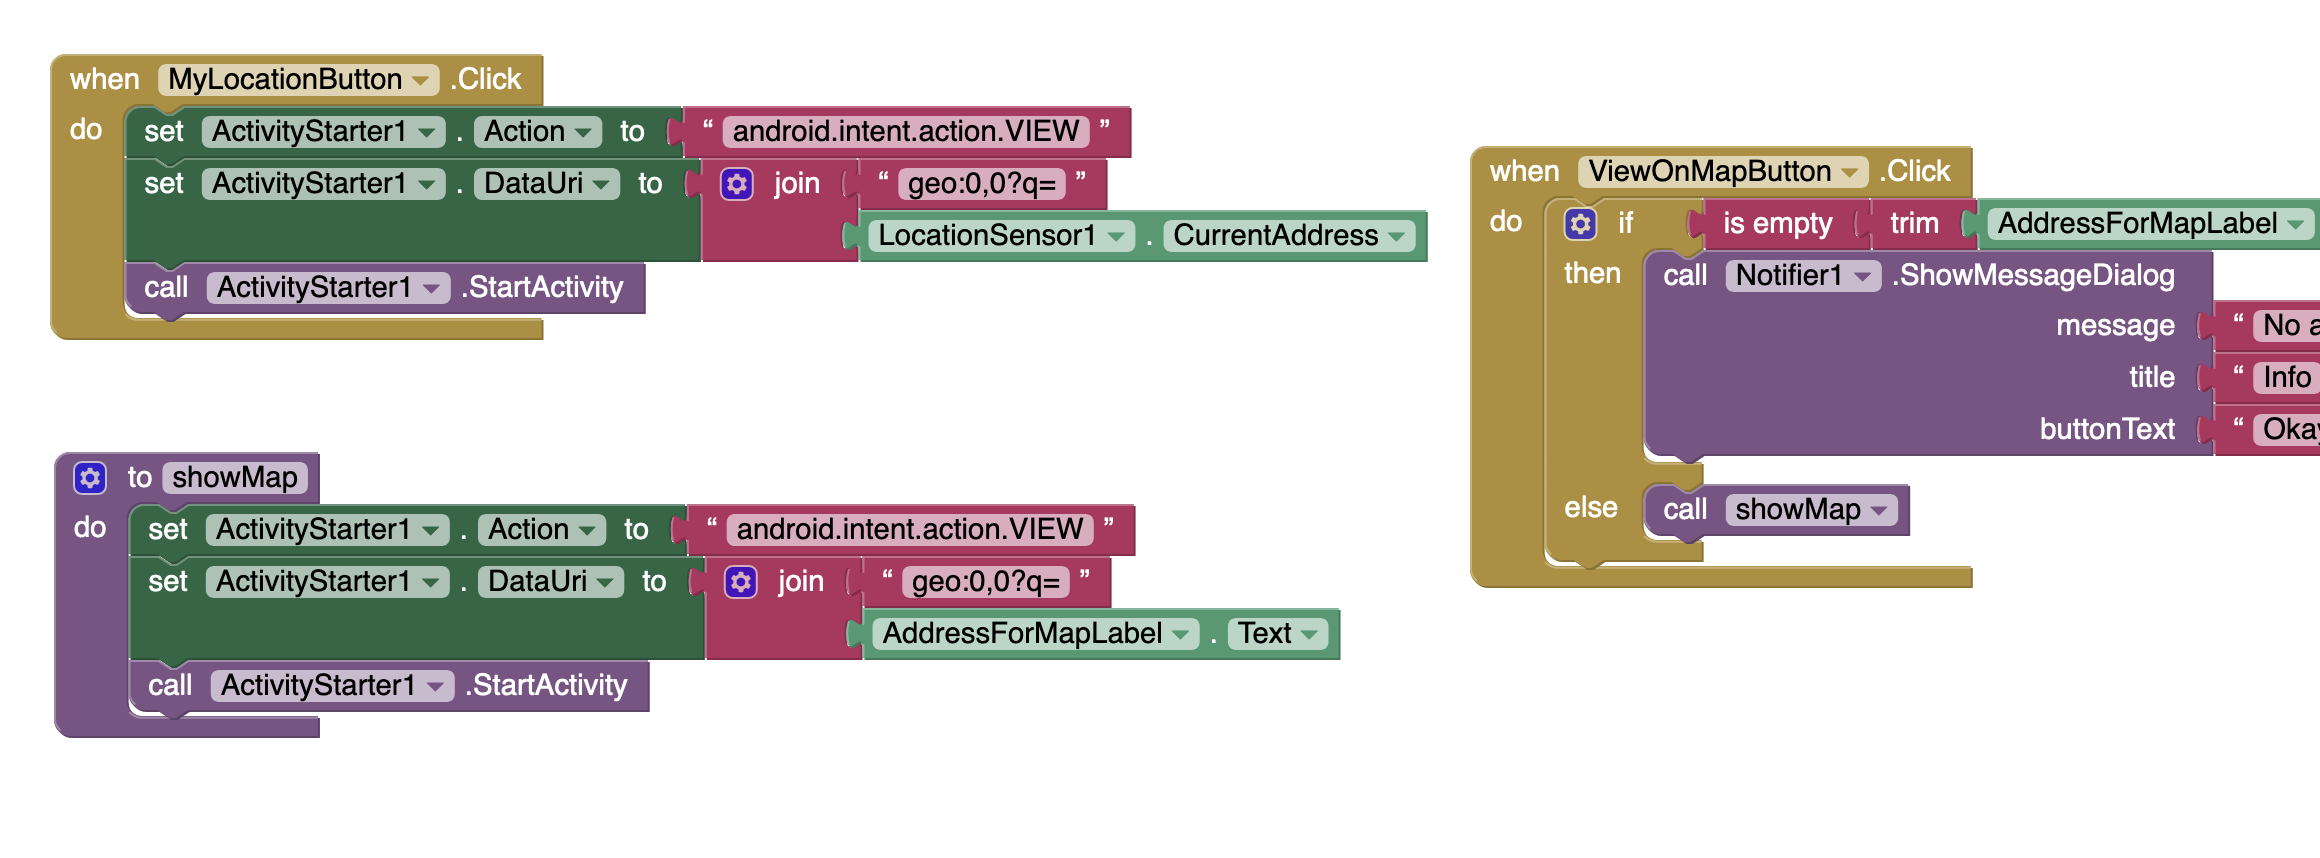 when MyLocationButton .Click
do set ActivityStarter1 . Action to “ android.intent.action.VIEW ”
set ActivityStarter1 . DataUri to join “ geo:0,0?q= ”
LocationSensor1 . CurrentAddress
call ActivityStarter1 .StartActivity
to showMap
do set ActivityStarter1 . Action to “ android.intent.action.VIEW ”
set ActivityStarter1 . DataUri to join “ geo:0,0?q= ”
AddressForMapLabel . Text
call ActivityStarter1 .StartActivity
when ViewOnMapButton .Click
do if is empty trim AddressForMapLabel
then call Notifier1 .ShowMessageDialog
message “ No
title “ Info
buttonText “
else call showMap